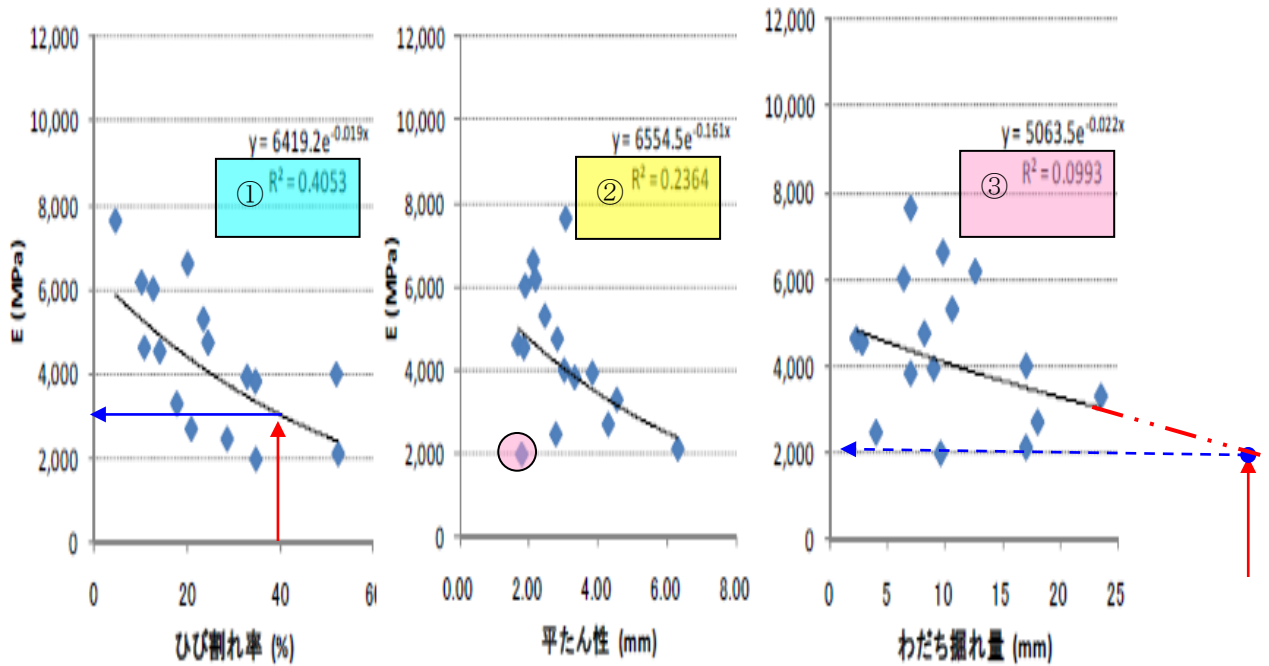 12,000
10,000
8,000
6,000
4,000
2,000
0
E (MPa)
y = 6419.2e^-0.019x
① R² = 0.4053
0 20 40 60
ひび割れ率 (%)
12,000
10,000
8,000
6,000
4,000
2,000
0
E (MPa)
y = 6554.5e^-0.161x
② R² = 0.2364
0.00 2.00 4.00 6.00 8.00
平たん性 (mm)
12,000
10,000
8,000
6,000
4,000
2,000
0
y = 5063.5e^-0.022x
③ R² = 0.0993
0 5 10 15 20 25
わだち掘れ量 (mm)